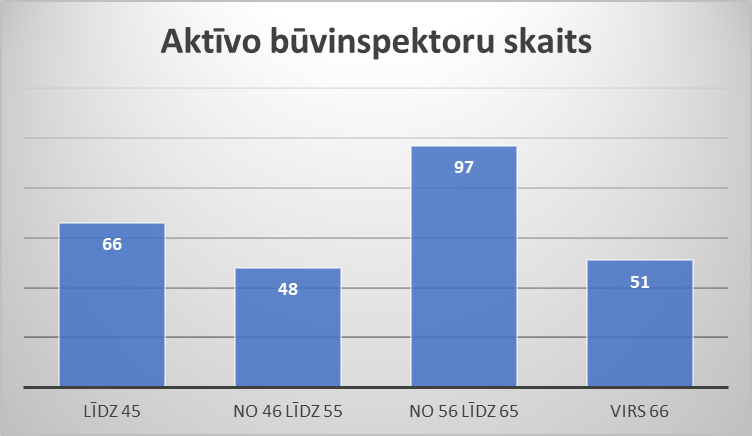 Aktīvo būvinspektoru skaits
66
48
97
51
LĪDZ 45
NO 46 LĪDZ 55
NO 56 LĪDZ 65
VIRS 66